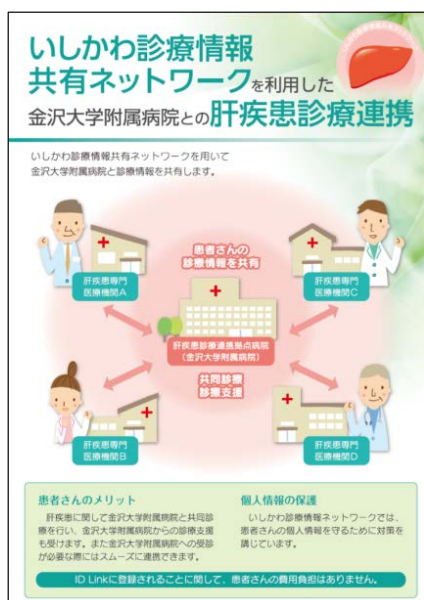 いしかわ診療情報
共有ネットワークを利用した
金沢大学附属病院との肝疾患診療連携
いしかわ診療情報共有ネットワークを用いて
金沢大学附属病院と診療情報を共有します。
患者さんの
診療情報を共有
肝疾患専門
医療機関A
肝疾患専門
医療機関C
肝疾患診療連携拠点病院
(金沢大学附属病院)
共同診療
診療支援
肝疾患専門
医療機関B
肝疾患専門
医療機関D
患者さんのメリット
肝疾患に関して金沢大学附属病院と共同診
療を行い、金沢大学附属病院からの診療支援
も受けます。また金沢大学附属病院への受診
が必要な際にはスムーズに連携できます。
個人情報の保護
いしかわ診療情報ネットワークでは、
患者さんの個人情報を守るために対策を
講じています。
ID Linkに登録されることに関して、患者さんの費用負担はありません。